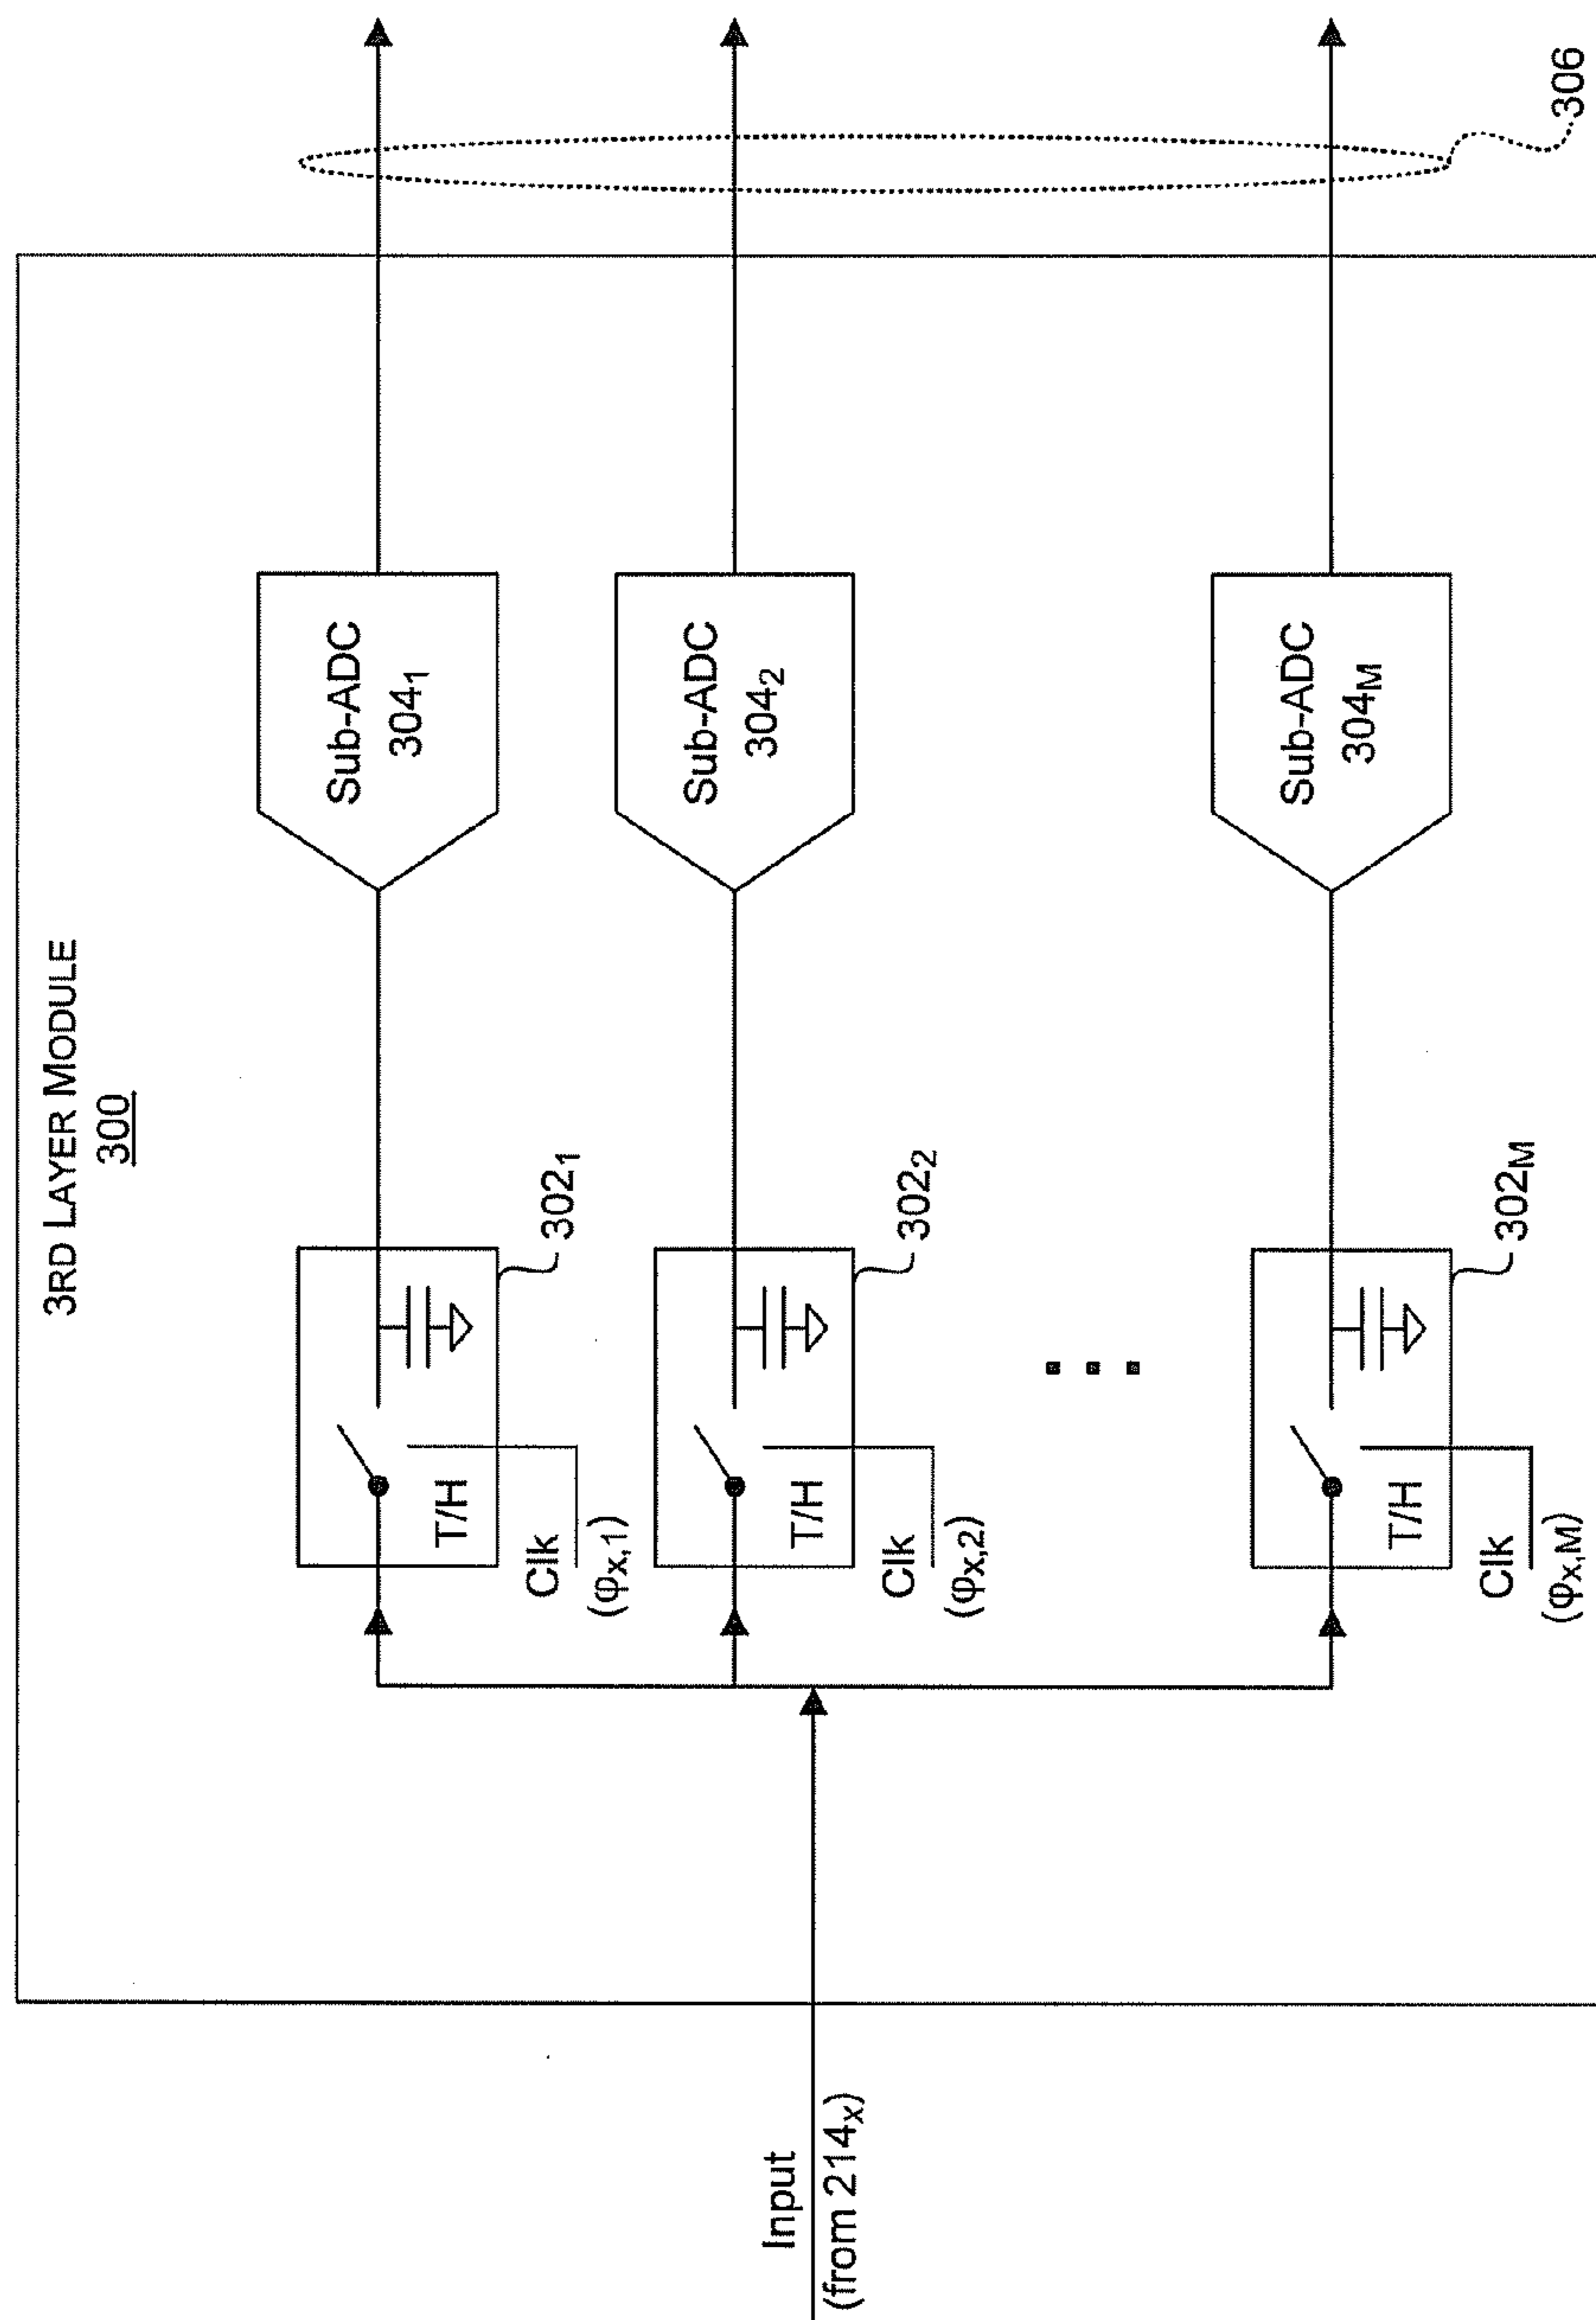 3RD LAYER MODULE
300
Input
(from 214ₓ)
T/H
Clk
(φₓ,₁)
302₁
Sub-ADC
304₁
T/H
Clk
(φₓ,₂)
302₂
Sub-ADC
304₂
T/H
Clk
(φₓ,M)
302M
Sub-ADC
304M
306